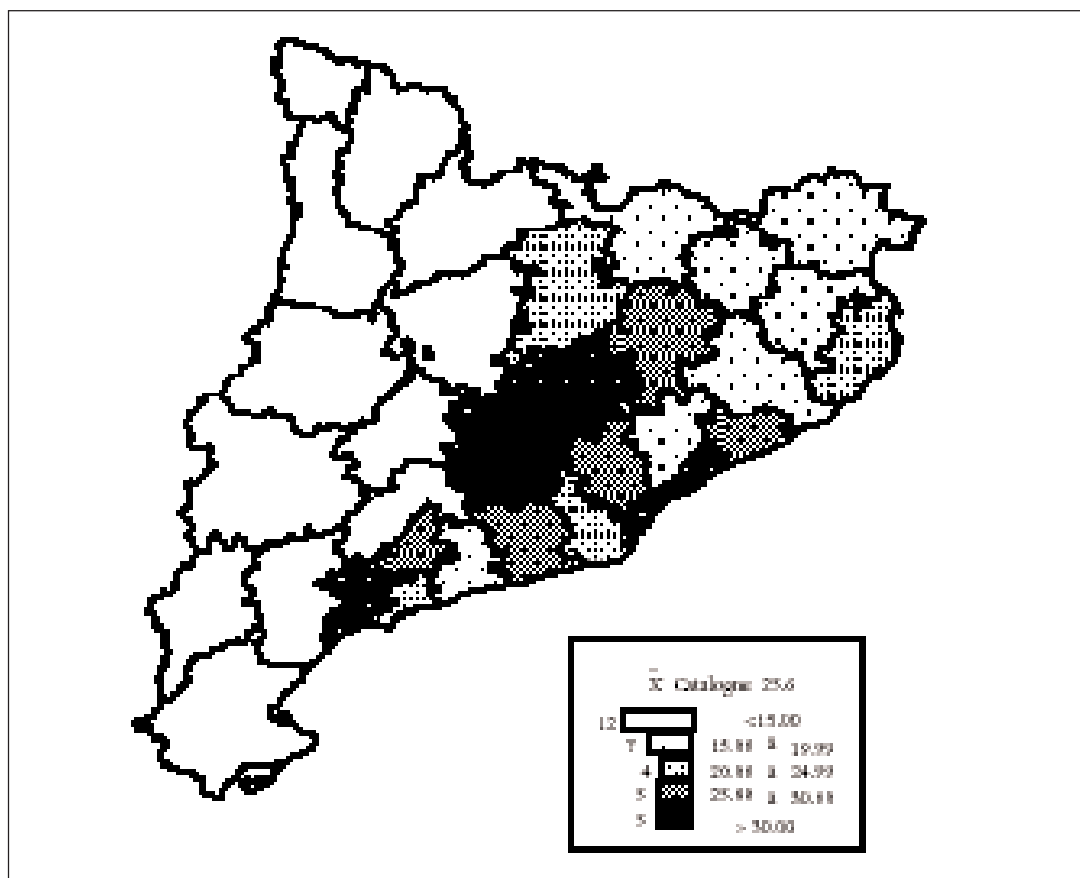 x̄ Catalogne 25.6
12 <15.00
7 15.00 à 19.99
4 20.00 à 24.99
5 25.00 à 30.00
5 > 30.00